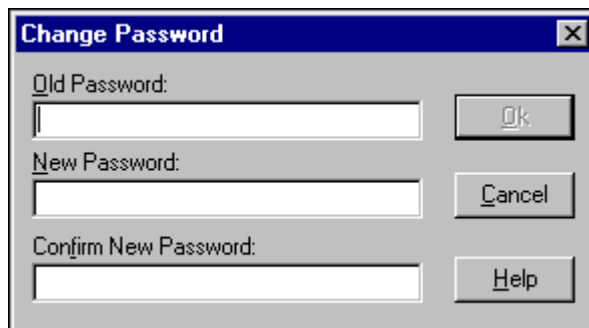 Change Password
Old Password:
Ok
New Password:
Cancel
Confirm New Password:
Help